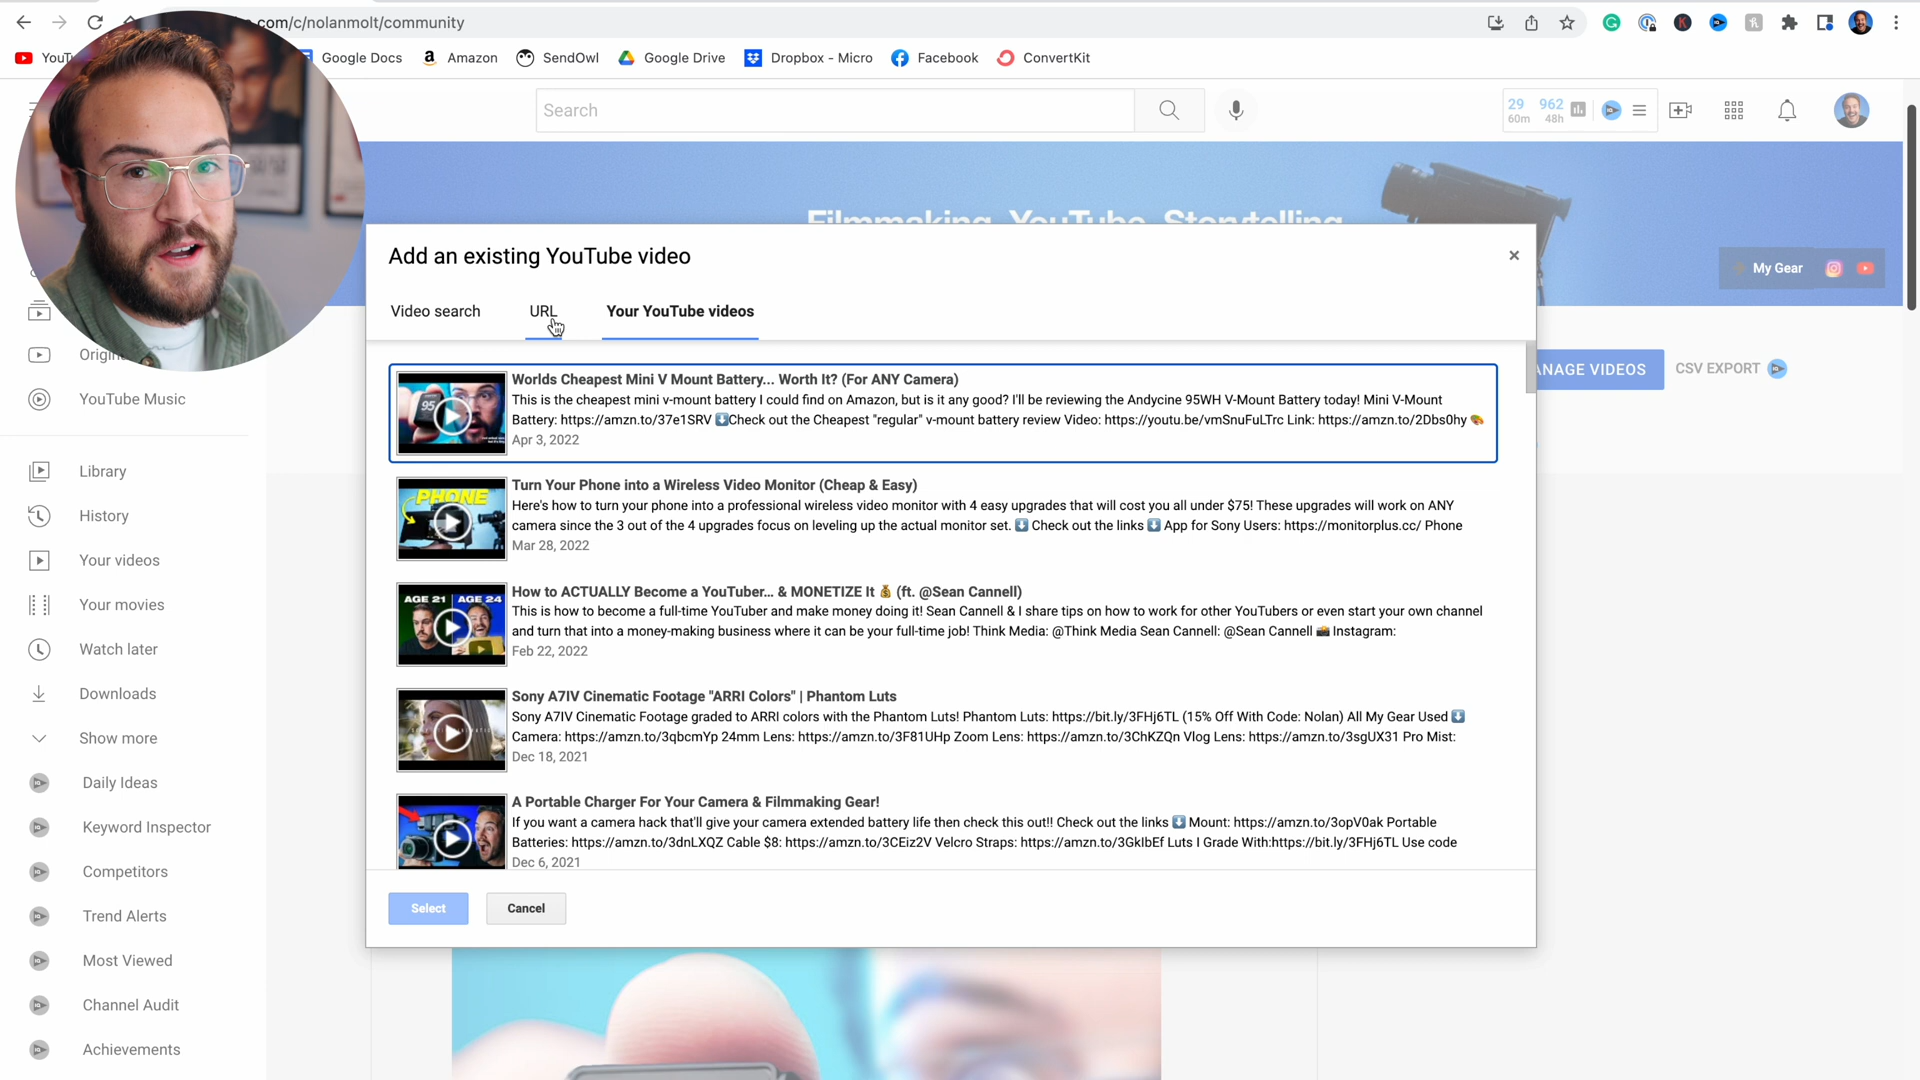 com/c/nolanmolt/community
YouTu
Google Docs
Amazon
SendOwl
Google Drive
Dropbox - Micro
Facebook
ConvertKit
Search
29 962
60m 48h
Filmmaking, YouTube, Storytelling
My Gear
Add an existing YouTube video
Video search
URL
Your YouTube videos
Worlds Cheapest Mini V Mount Battery... Worth It? (For ANY Camera)
This is the cheapest mini v-mount battery I could find on Amazon, but is it any good? I'll be reviewing the Andycine 95WH V-Mount Battery today! Mini V-Mount
Battery: https://amzn.to/37e1SRV ⬇️Check out the Cheapest "regular" v-mount battery review Video: https://youtu.be/vmSnuFuLTrc Link: https://amzn.to/2Dbs0hy 🎨
Apr 3, 2022
95
Turn Your Phone into a Wireless Video Monitor (Cheap & Easy)
Here's how to turn your phone into a professional wireless video monitor with 4 easy upgrades that will cost you all under $75! These upgrades will work on ANY
camera since the 3 out of the 4 upgrades focus on leveling up the actual monitor set. ⬇️ Check out the links ⬇️ App for Sony Users: https://monitorplus.cc/ Phone
Mar 28, 2022
PHONE
How to ACTUALLY Become a YouTuber... & MONETIZE It 💰 (ft. @Sean Cannell)
This is how to become a full-time YouTuber and make money doing it! Sean Cannell & I share tips on how to work for other YouTubers or even start your own channel
and turn that into a money-making business where it can be your full-time job! Think Media: @Think Media Sean Cannell: @Sean Cannell 📸 Instagram:
Feb 22, 2022
AGE 21 AGE 24
Sony A7IV Cinematic Footage "ARRI Colors" | Phantom Luts
Sony A7IV Cinematic Footage graded to ARRI colors with the Phantom Luts! Phantom Luts: https://bit.ly/3FHj6TL (15% Off With Code: Nolan) All My Gear Used ⬇️
Camera: https://amzn.to/3qbcmYp 24mm Lens: https://amzn.to/3F81UHp Zoom Lens: https://amzn.to/3ChKZQn Vlog Lens: https://amzn.to/3sgUX31 Pro Mist:
Dec 18, 2021
A Portable Charger For Your Camera & Filmmaking Gear!
If you want a camera hack that'll give your camera extended battery life then check this out!! Check out the links ⬇️ Mount: https://amzn.to/3opV0ak Portable
Batteries: https://amzn.to/3dnLXQZ Cable $8: https://amzn.to/3CEiz2V Velcro Straps: https://amzn.to/3GkIbEf Luts I Grade With:https://bit.ly/3FHj6TL Use code
Dec 6, 2021
Select
Cancel
ANAGE VIDEOS
CSV EXPORT
Origin
YouTube Music
Library
History
Your videos
Your movies
Watch later
Downloads
Show more
Daily Ideas
Keyword Inspector
Competitors
Trend Alerts
Most Viewed
Channel Audit
Achievements